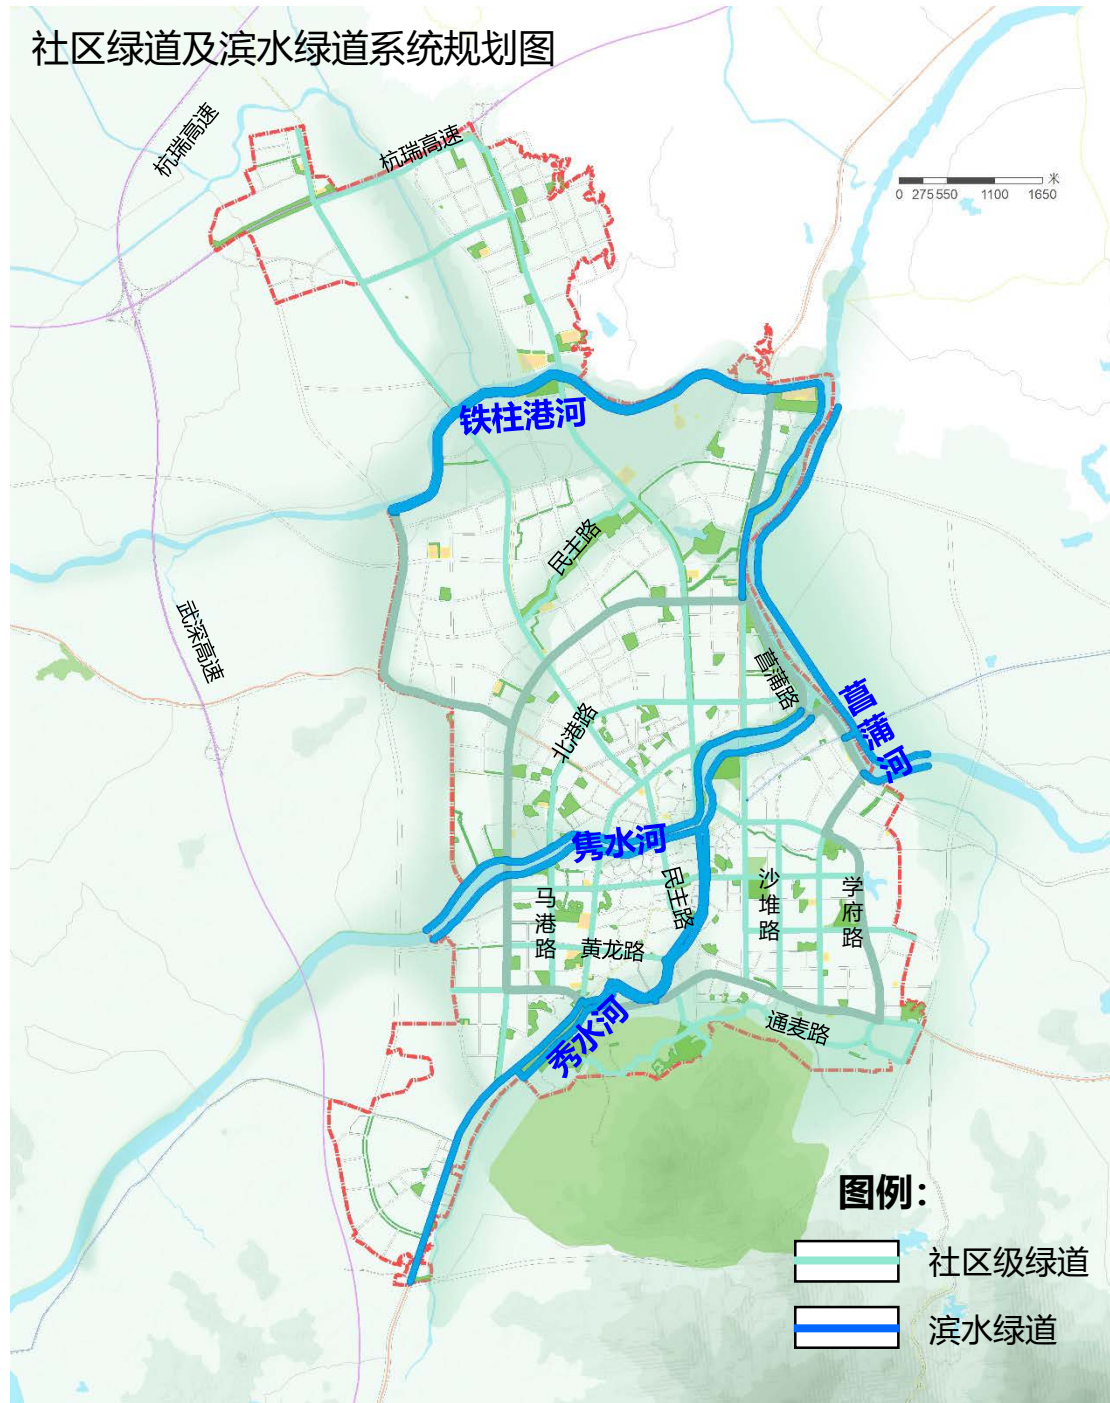 社区绿道及滨水绿道系统规划图
杭瑞高速
杭瑞高速
米
0 275 550 1100 1650
铁柱港河
民主路
武深高速
菖蒲路
菖蒲河
北港路
隽水河
民主路
马港路
沙堆路
学府路
黄龙路
秀水河
通麦路
图例：
社区级绿道
滨水绿道